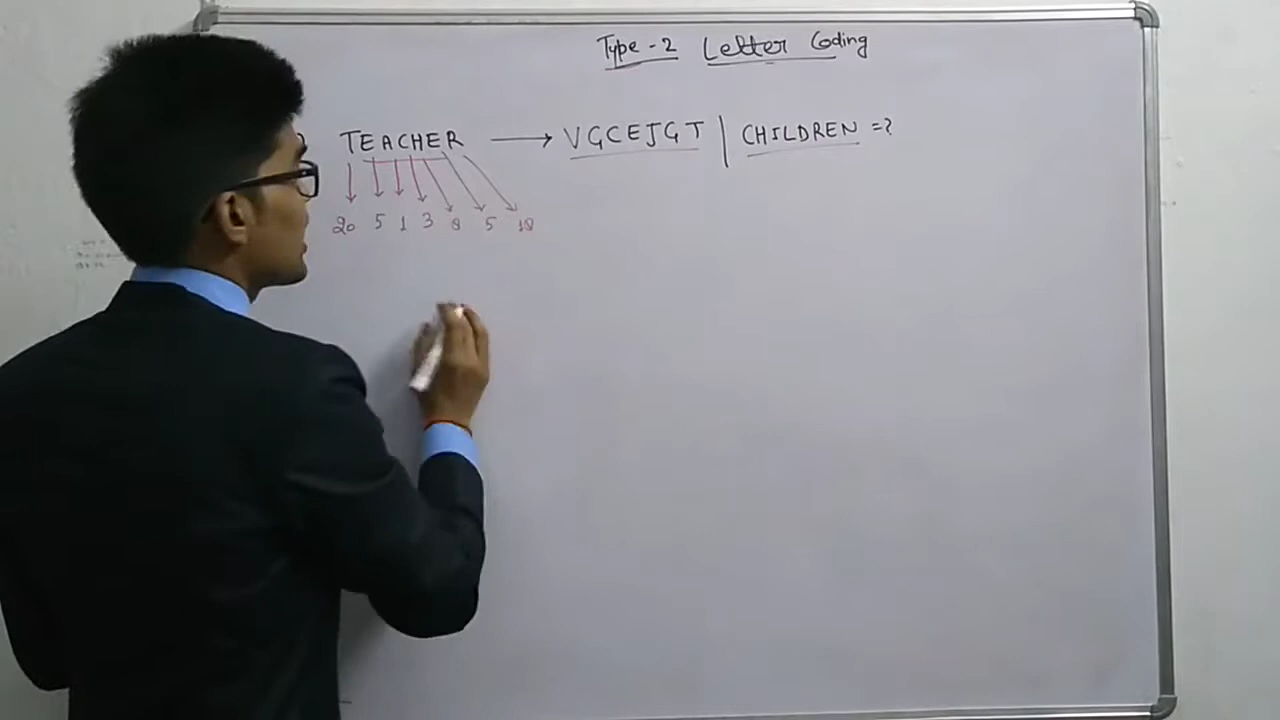 Type-2 Letter Coding
TEACHER → VGCEJGT | CHILDREN =?
20 5 1 3 8 5 18